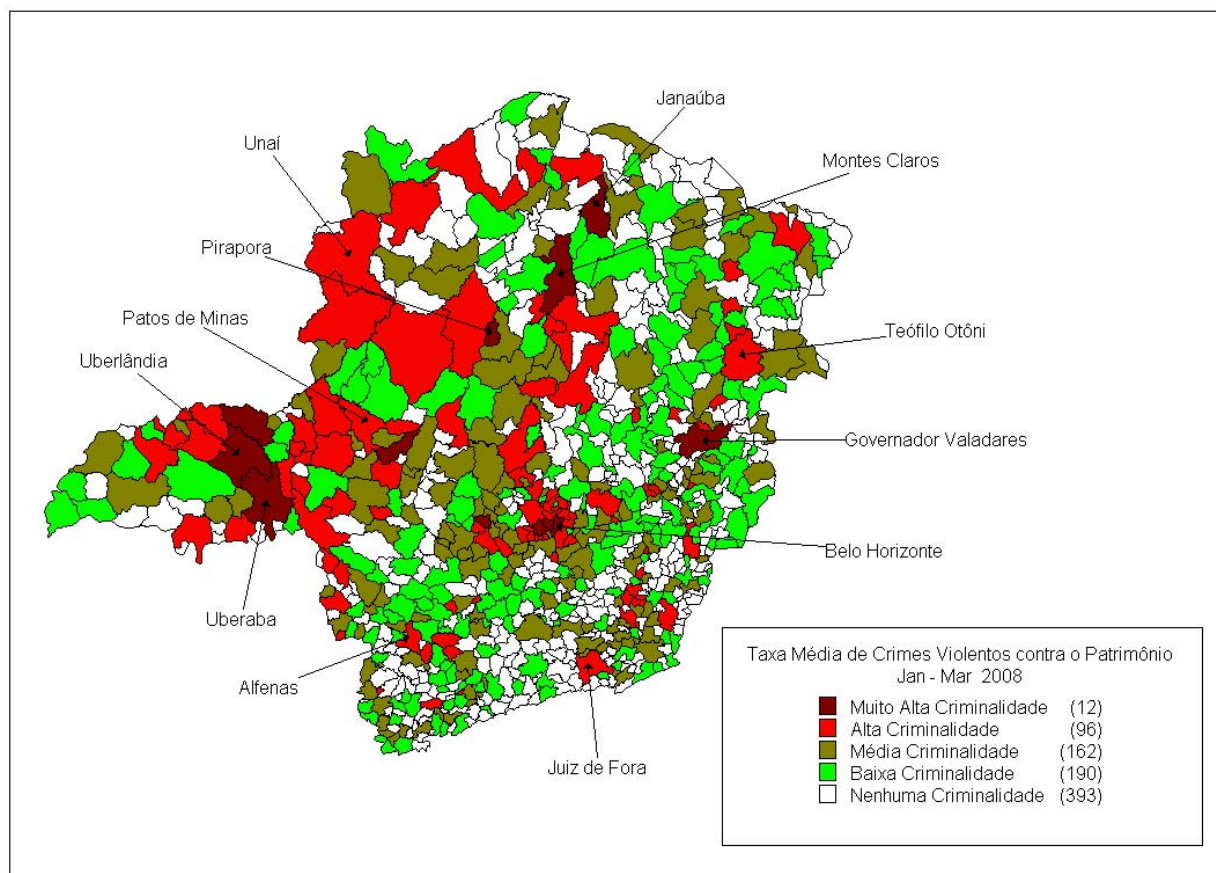 Janaúba
Unaí
Montes Claros
Pirapora
Patos de Minas
Teófilo Otôni
Uberlândia
Governador Valadares
Belo Horizonte
Uberaba
Alfenas
Juiz de Fora
Taxa Média de Crimes Violentos contra o Patrimônio
Jan - Mar 2008
Muito Alta Criminalidade (12)
Alta Criminalidade (96)
Média Criminalidade (162)
Baixa Criminalidade (190)
Nenhuma Criminalidade (393)